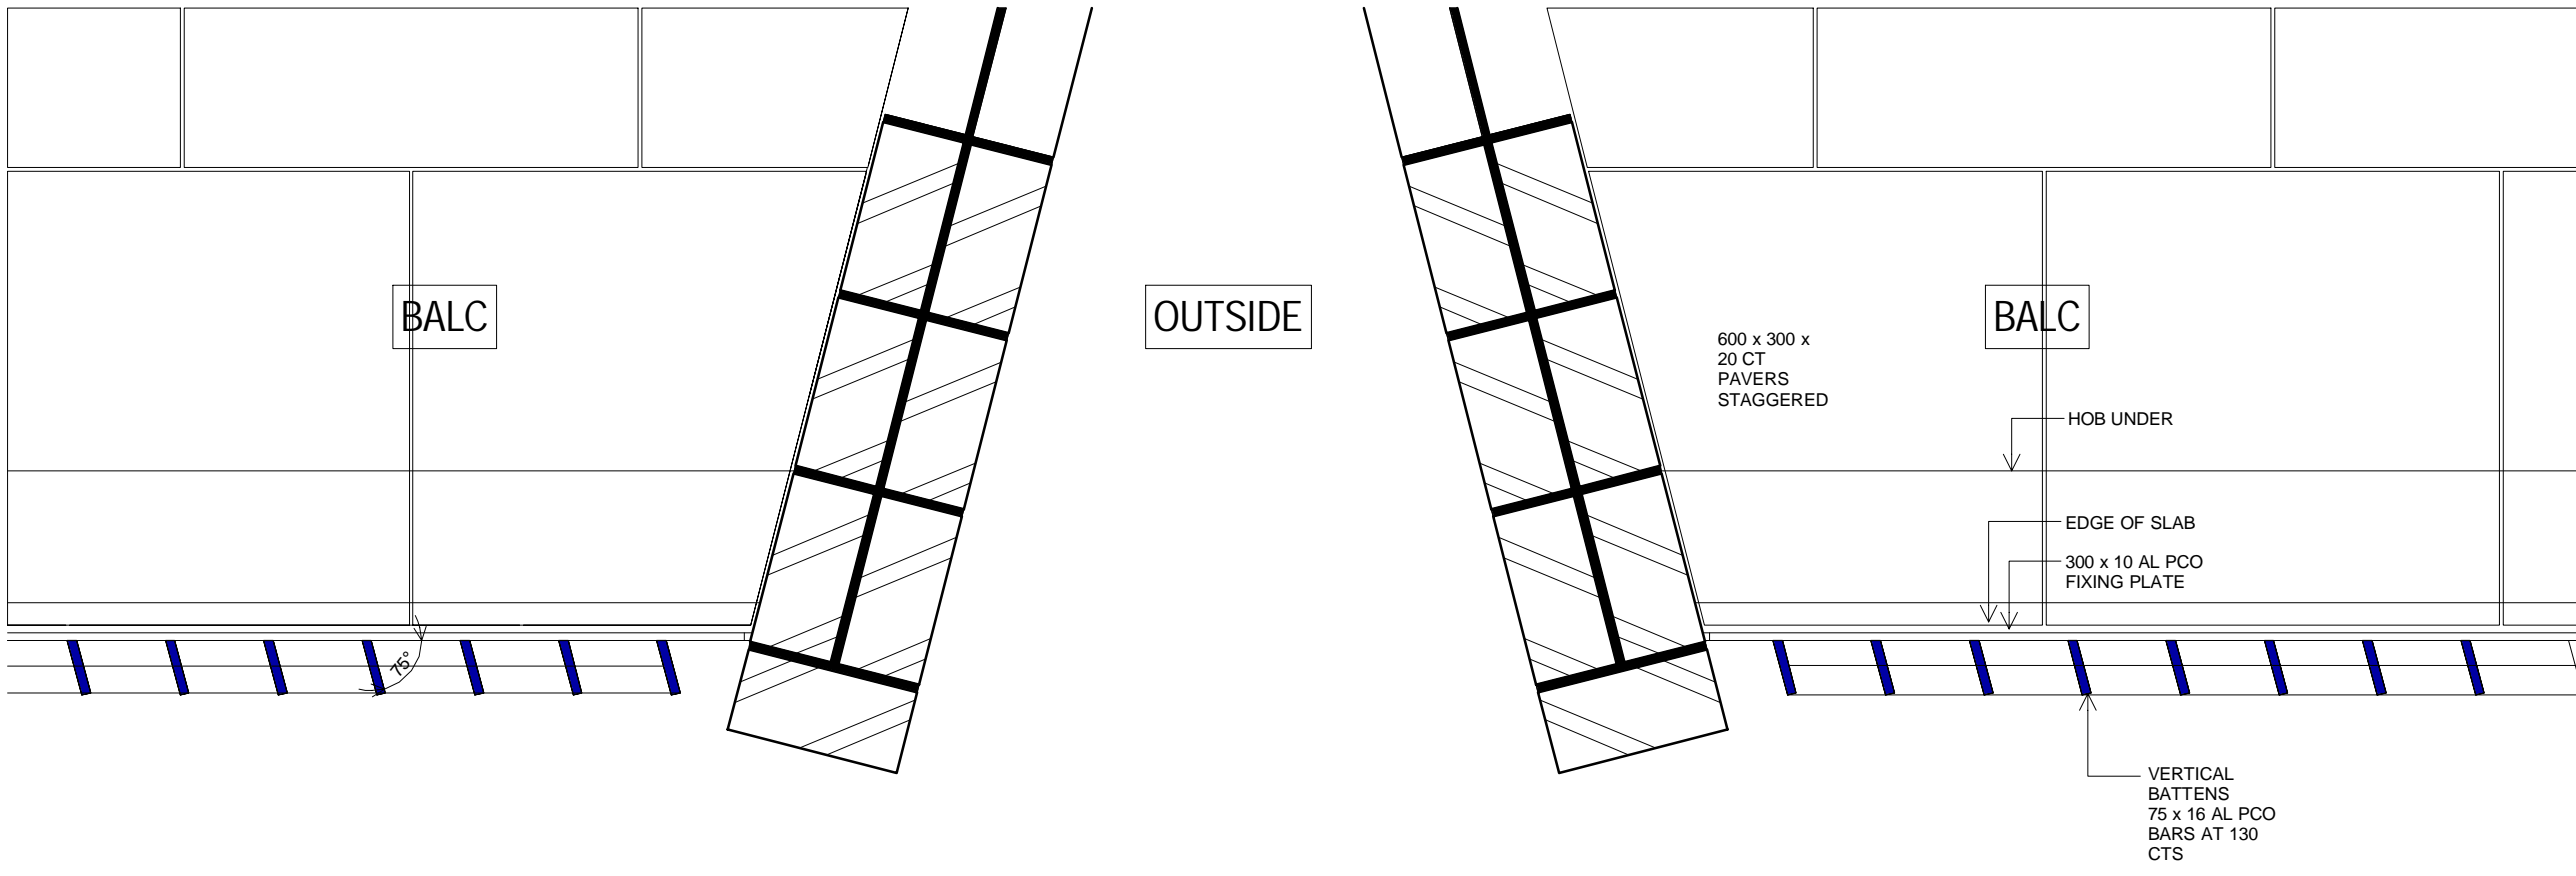 BALC
OUTSIDE
BALC
600 x 300 x
20 CT
PAVERS
STAGGERED
HOB UNDER
EDGE OF SLAB
300 x 10 AL PCO
FIXING PLATE
75°
VERTICAL
BATTENS
75 x 16 AL PCO
BARS AT 130
CTS